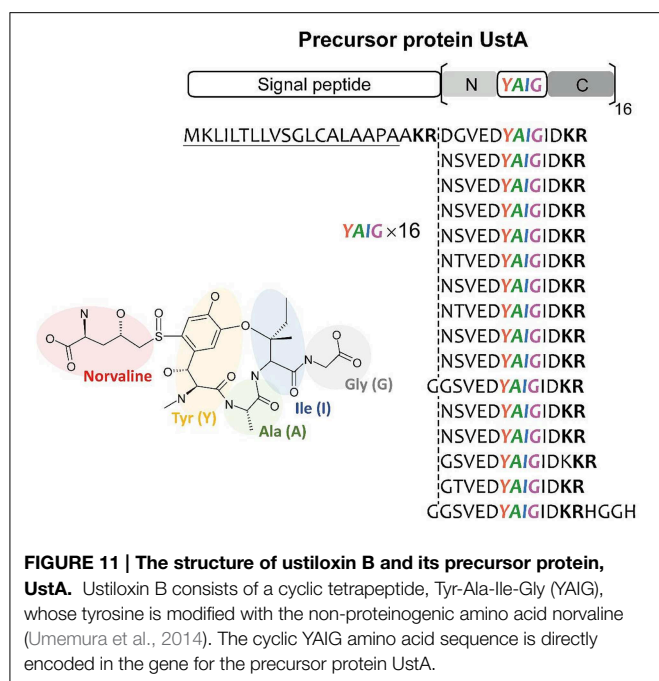 Precursor protein UstA
Signal peptide N YAIG C 16
MKLILTLLVSGLCALAAPAAKRDGVEDYAIGIDKR
NSVEDYAIGIDKR
NSVEDYAIGIDKR
NSVEDYAIGIDKR
YAIG×16 NSVEDYAIGIDKR
NTVEDYAIGIDKR
NSVEDYAIGIDKR
NTVEDYAIGIDKR
NSVEDYAIGIDKR
NSVEDYAIGIDKR
GGSVEDYAIGIDKR
NSVEDYAIGIDKR
NSVEDYAIGIDKR
GSVEDYAIGIDKKR
GTVEDYAIGIDKR
GGSVEDYAIGIDKRHGGH
O
N O O O
O S O O
O Norvaline O N Gly (G)
N O N O
Tyr (Y) N O Ile (I)
Ala (A)
FIGURE 11 | The structure of ustiloxin B and its precursor protein,
UstA. Ustiloxin B consists of a cyclic tetrapeptide, Tyr-Ala-Ile-Gly (YAIG),
whose tyrosine is modified with the non-proteinogenic amino acid norvaline
(Umemura et al., 2014). The cyclic YAIG amino acid sequence is directly
encoded in the gene for the precursor protein UstA.